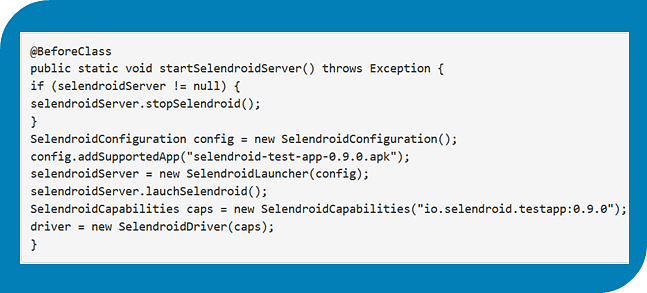 @BeforeClass
public static void startSelendroidServer() throws Exception {
if (selendroidServer != null) {
selendroidServer.stopSelendroid();
}
SelendroidConfiguration config = new SelendroidConfiguration();
config.addSupportedApp("selendroid-test-app-0.9.0.apk");
selendroidServer = new SelendroidLauncher(config);
selendroidServer.lauchSelendroid();
SelendroidCapabilities caps = new SelendroidCapabilities("io.selendroid.testapp:0.9.0");
driver = new SelendroidDriver(caps);
}